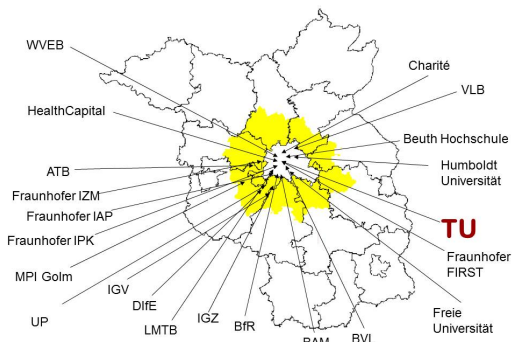 WVEB
Charité
VLB
HealthCapital
Beuth Hochschule
Humboldt
Universität
ATB
Fraunhofer IZM
Fraunhofer IAP
TU
Fraunhofer IPK
Fraunhofer
FIRST
MPI Golm
IGV
DIfE
UP
LMTB
IGZ
BfR
BAM
BVL
Freie
Universität